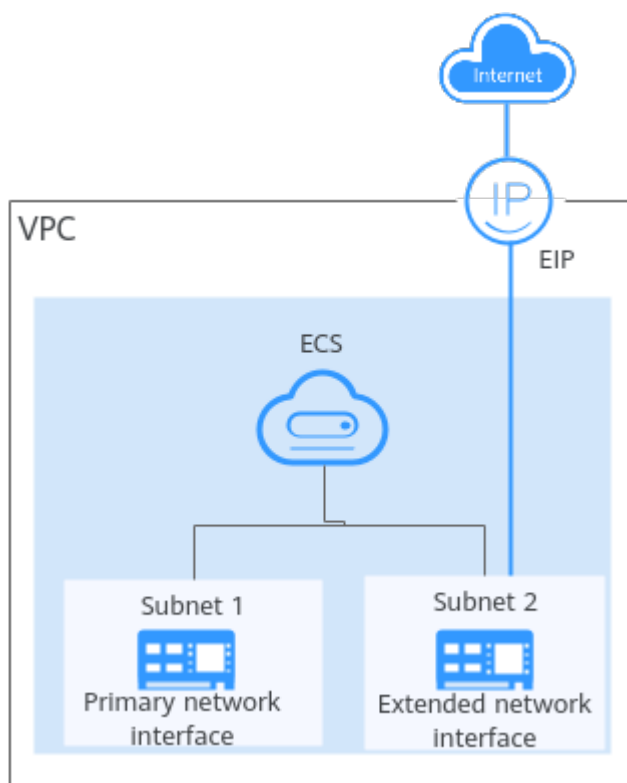 Internet
IP
VPC
EIP
ECS
Subnet 1
Primary network
interface
Subnet 2
Extended network
interface